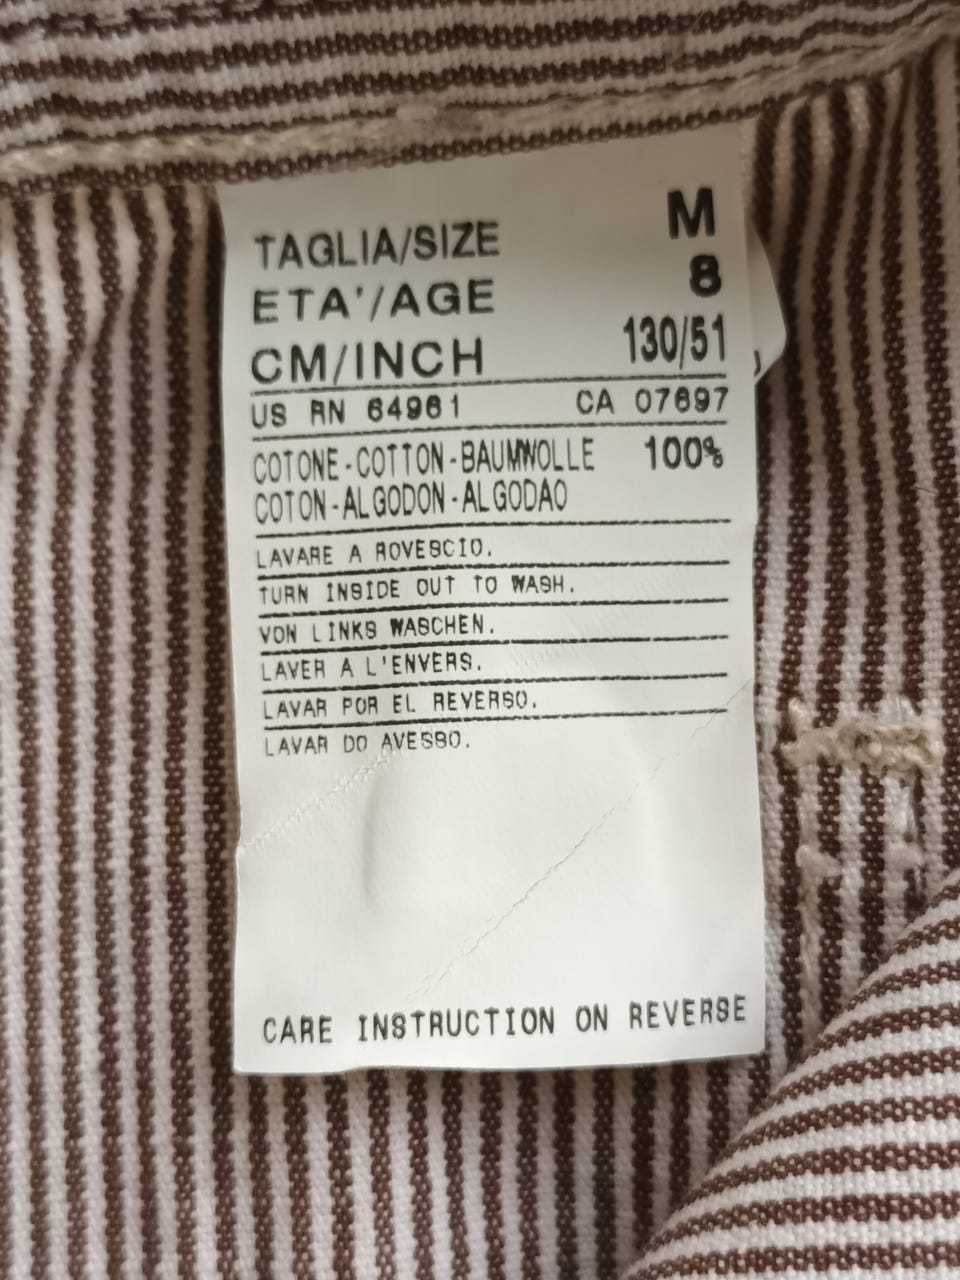 TAGLIA/SIZE M
ETA'/AGE 8
CM/INCH 130/51
US RN 64961 CA 07697
COTONE-COTTON-BAUMWOLLE 100%
COTON-ALGODON-ALGODAO
LAVARE A ROVESCIO.
TURN INSIDE OUT TO WASH.
VON LINKS WASCHEN.
LAVER A L'ENVERS.
LAVAR POR EL REVERSO.
LAVAR DO AVESSO.
CARE INSTRUCTION ON REVERSE